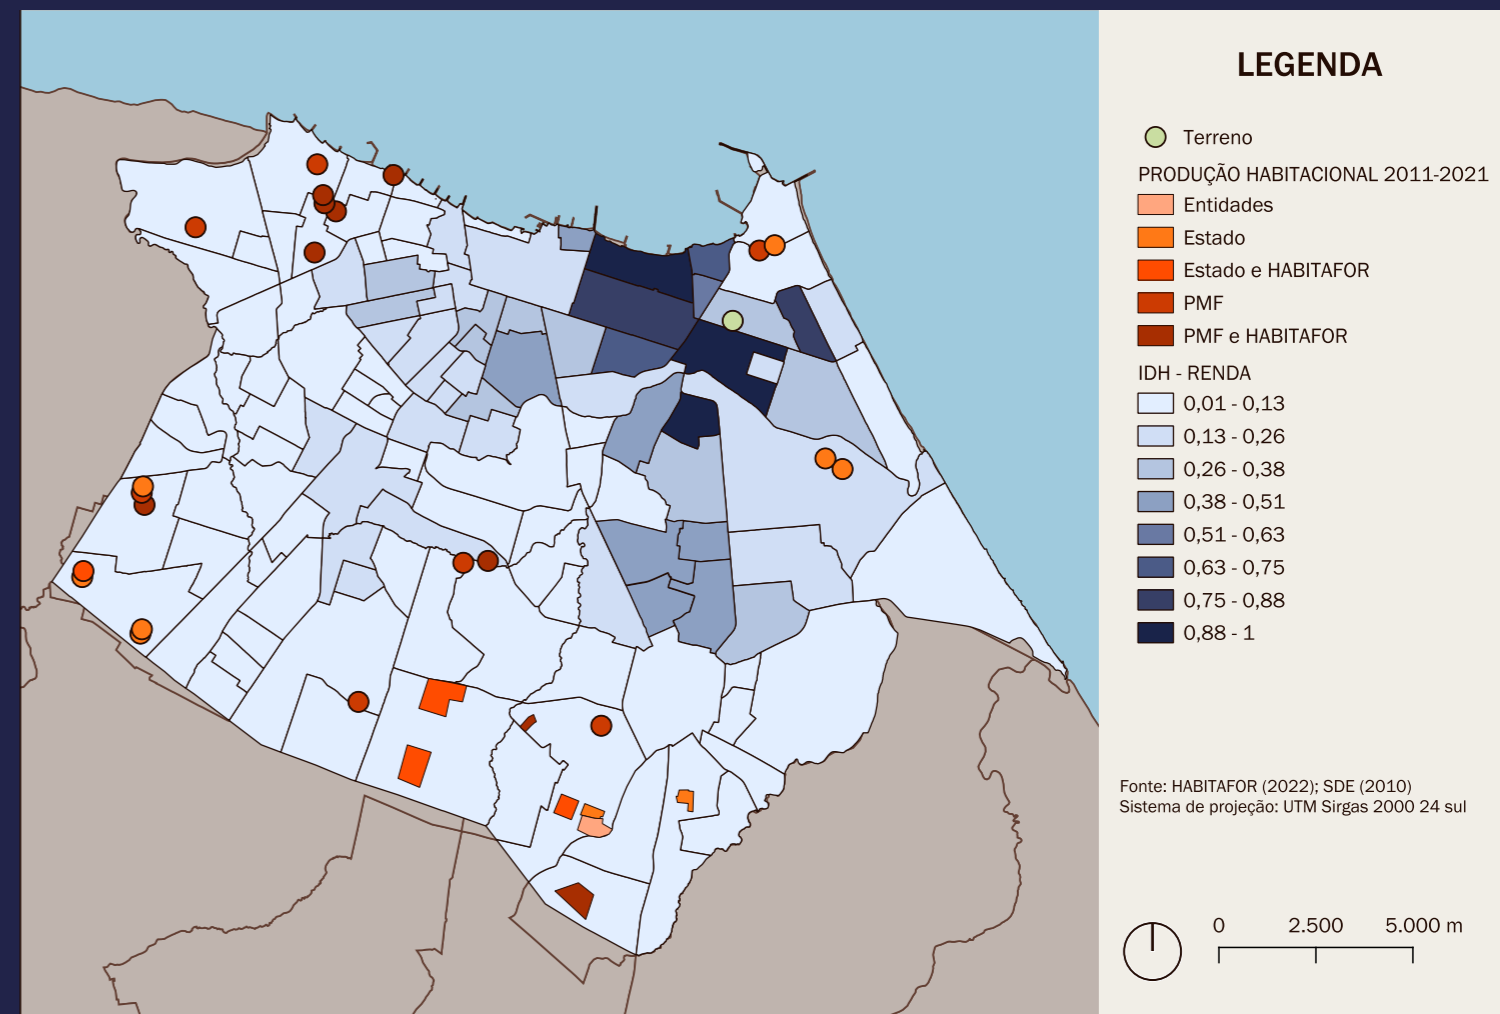 LEGENDA
Terreno
PRODUÇÃO HABITACIONAL 2011-2021
Entidades
Estado
Estado e HABITAFOR
PMF
PMF e HABITAFOR
IDH - RENDA
0,01 - 0,13
0,13 - 0,26
0,26 - 0,38
0,38 - 0,51
0,51 - 0,63
0,63 - 0,75
0,75 - 0,88
0,88 - 1
Fonte: HABITAFOR (2022); SDE (2010)
Sistema de projeção: UTM Sirgas 2000 24 sul
0 2.500 5.000 m